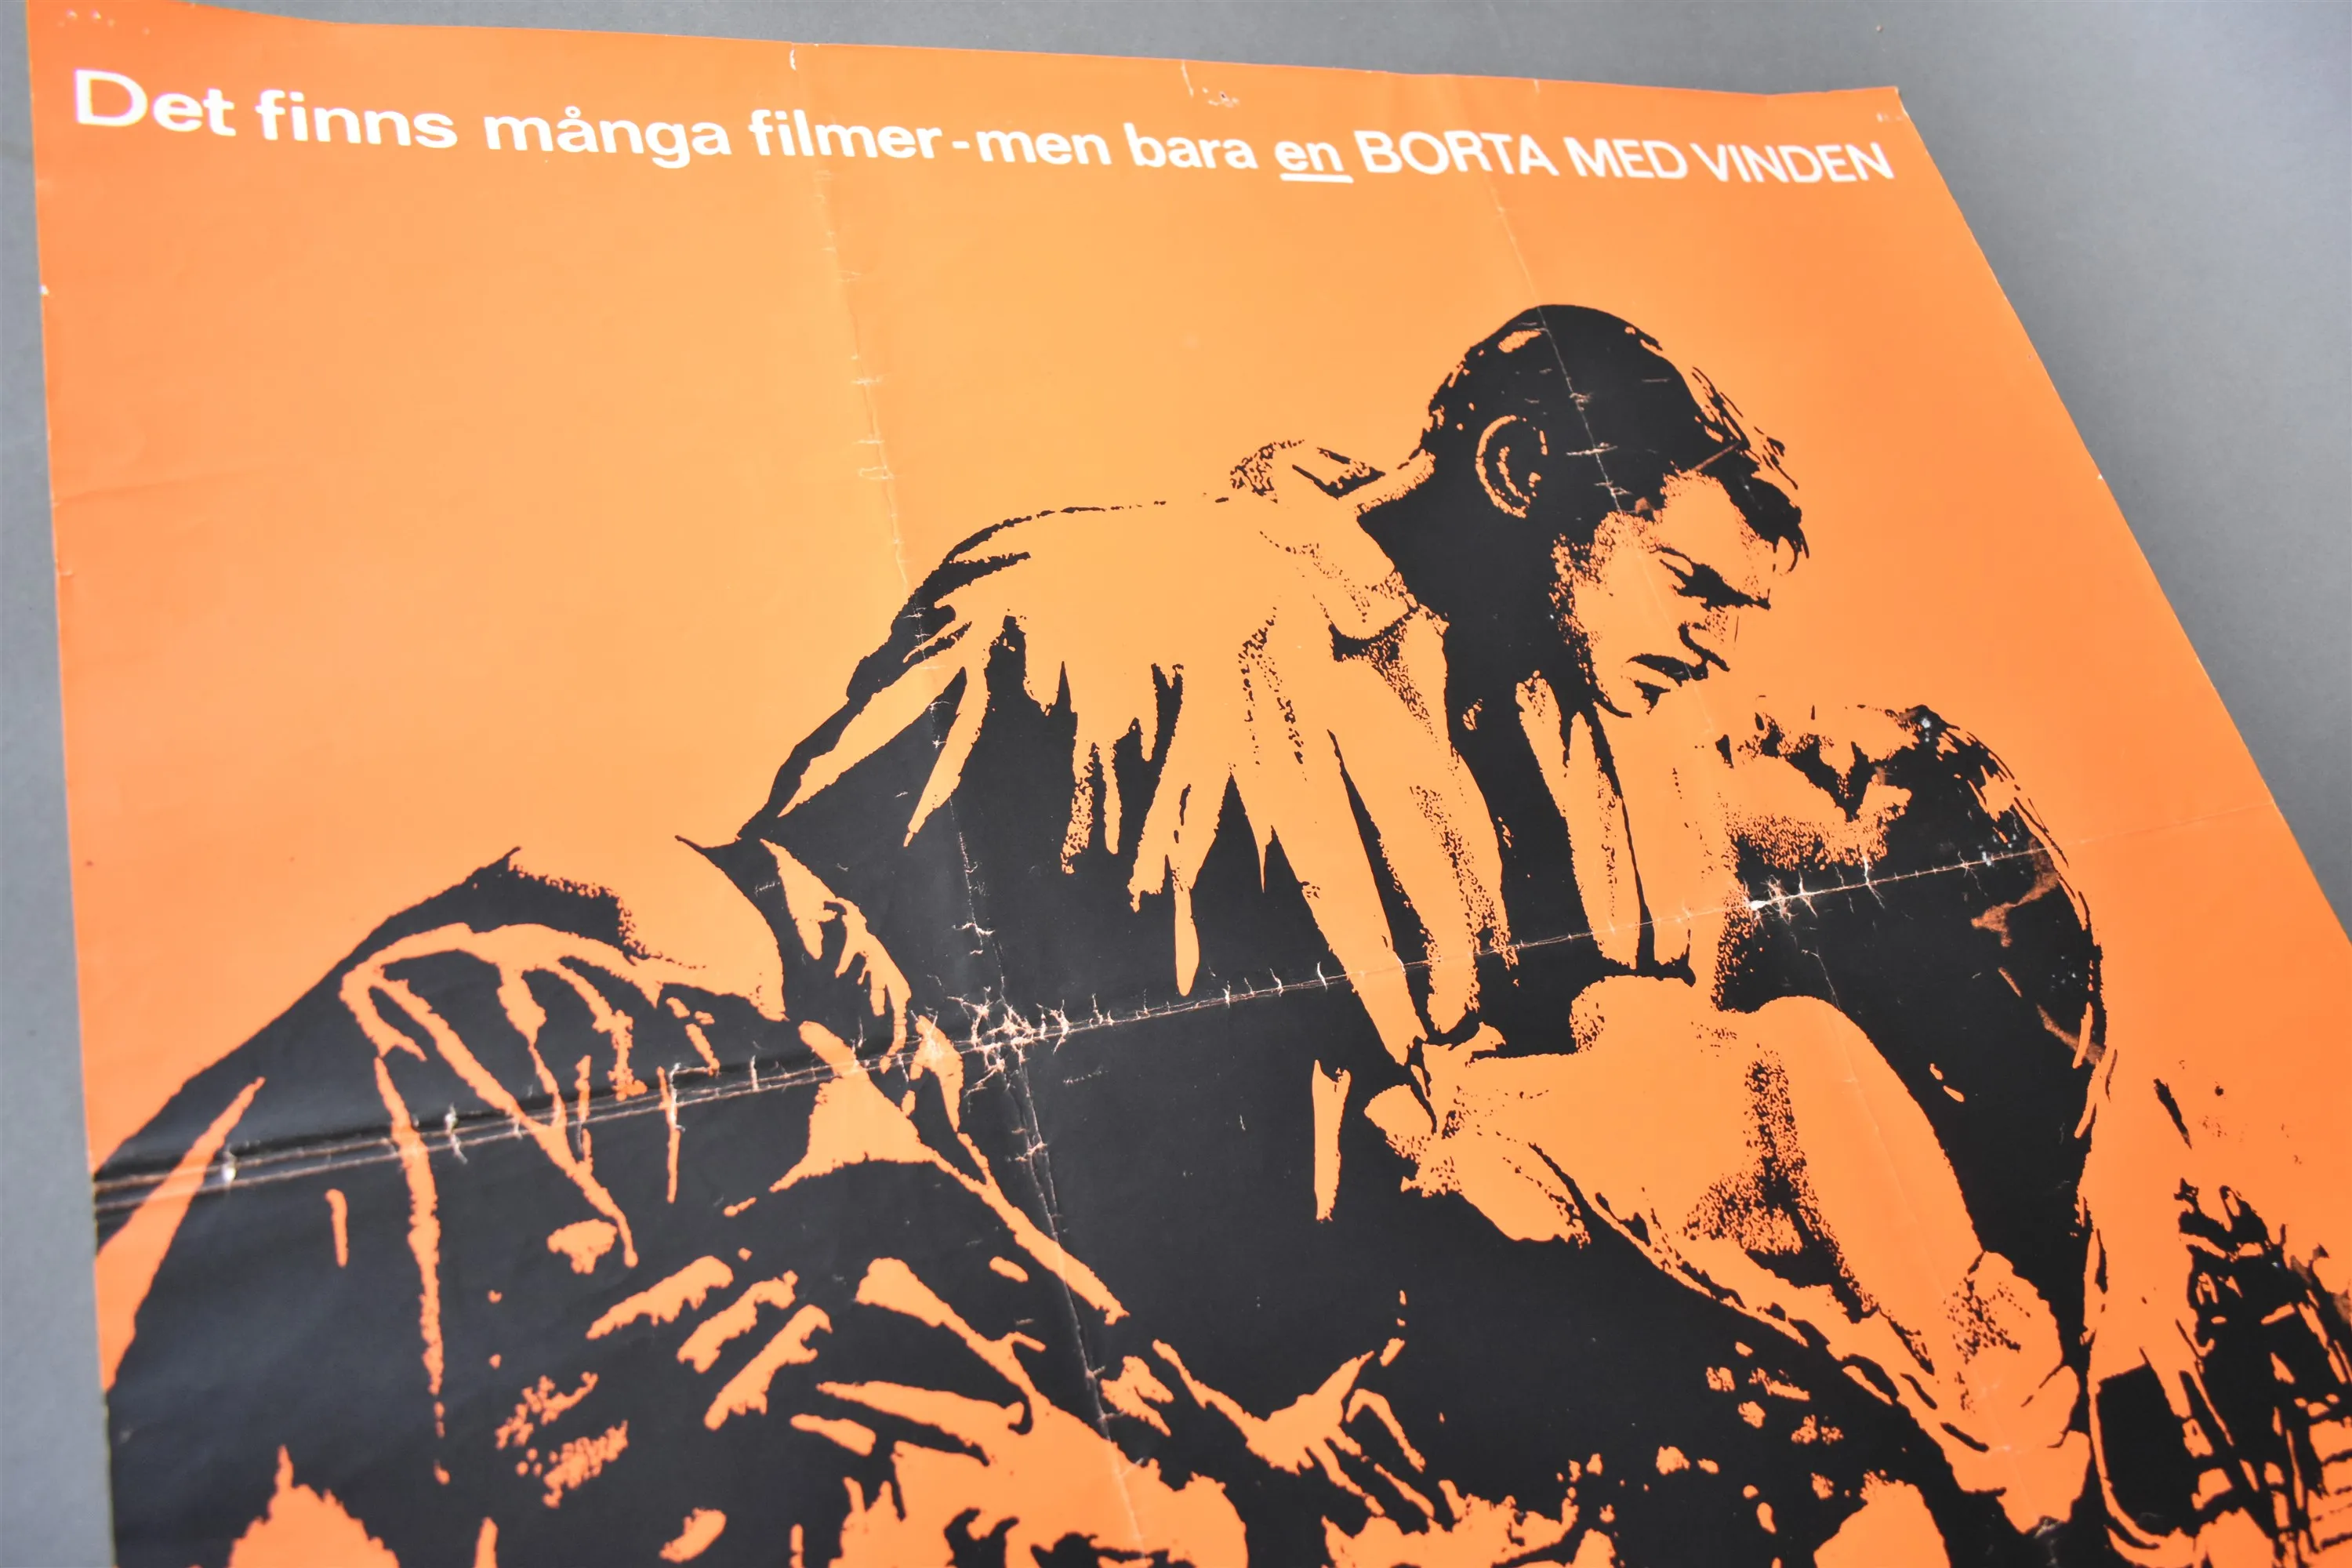 Det finns många filmer-men bara en BORTA MED VINDEN